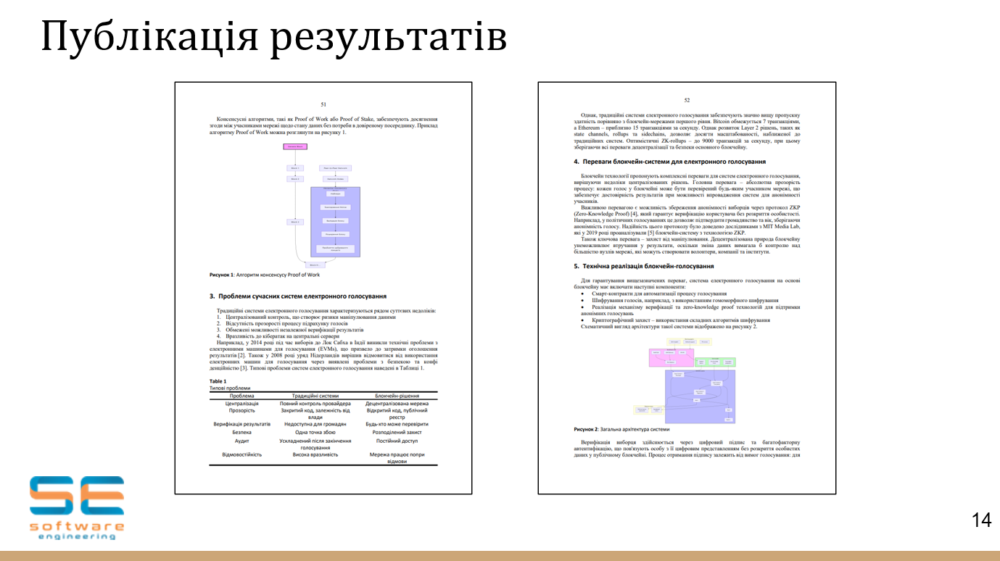 Публікація результатів
51
Консенсусні алгоритми, такі як Proof of Work або Proof of Stake, забезпечують досягнення
згоди між учасниками мережі щодо стану даних без потреби в довіреному посереднику. Приклад
алгоритму Proof of Work можна розглянути на рисунку 1.
Рисунок 1: Алгоритм консенсусу Proof of Work
3. Проблеми сучасних систем електронного голосування
Традиційні системи електронного голосування характеризуються рядом суттєвих недоліків:
1. Централізований контроль, що створює ризики маніпулювання даними
2. Відсутність прозорості процесу підрахунку голосів
3. Обмежені можливості незалежної верифікації результатів
4. Вразливість до кібератак на центральні сервери
Наприклад, у 2014 році під час виборів до Лок Сабха в Індії виникли технічні проблеми з
електронними машинами для голосування (EVMs), що призвело до затримки оголошення
результатів [2]. Також у 2008 році уряд Нідерландів вирішив відмовитися від використання
електронних машин для голосування через виявлені проблеми з безпекою та конфі
денційністю [3]. Типові проблеми систем електронного голосування наведені в Таблиці 1.
Table 1
Типові проблеми
Проблема Традиційні системи Блокчейн-рішення
Централізація Повний контроль провайдера Децентралізована мережа
Прозорість Закритий код, залежність від Відкритий код, публічний
влади реєстр
Верифікація результатів Недоступна для громадян Будь-хто може перевірити
Безпека Одна точка збою Розподілений захист
Аудит Ускладнений після закінчення Постійний доступ
голосування
Відмовостійкість Висока вразливість Мережа працює попри
відмови
52
Однак, традиційні системи електронного голосування забезпечують значно вищу пропускну
здатність порівняно з блокчейн-мережами першого рівня. Bitcoin обмежується 7 транзакціями,
а Ethereum – приблизно 15 транзакціями за секунду. Однак розвиток Layer 2 рішень, таких як
state channels, rollups та sidechains, дозволяє досягти масштабованості, наближеної до
традиційних систем. Оптимістичні ZK-rollups – до 9000 транзакцій за секунду, при цьому
зберігаючи всі переваги децентралізації та безпеки основного блокчейну.
4. Переваги блокчейн-системи для електронного голосування
Блокчейн технології пропонують комплексні переваги для систем електронного голосування,
вирішуючи недоліки централізованих рішень. Головна перевага – абсолютна прозорість
процесу: кожен голос у блокчейні може бути перевірений будь-яким учасником мережі, що
забезпечує достовірність результатів при можливості впровадження систем для анонімності
учасників.
Важливою перевагою є можливість збереження анонімності виборців через протокол ZKP
(Zero-Knowledge Proof) [4], який гарантує верифікацію користувача без розкриття особистості.
Наприклад, у політичних голосуваннях це дозволяє підтвердити громадянство та вік, зберігаючи
анонімність голосу. Надійність цього протоколу було доведено дослідниками з MIT Media Lab,
які у 2019 році проаналізували [5] блокчейн-систему з технологією ZKP.
Також ключова перевага – захист від маніпулювання. Децентралізована природа блокчейну
унеможливлює втручання у результати, оскільки зміна даних вимагала б контролю над
більшістю вузлів мережі, які можуть створювати волонтери, компанії та інститути.
5. Технічна реалізація блокчейн-голосування
Для гарантування вищезазначених переваг, система електронного голосування на основі
блокчейну має включати наступні компоненти:
• Смарт-контракти для автоматизації процесу голосування
• Шифрування голосів, наприклад, з використанням гомоморфного шифрування
• Реалізація механізму верифікації та zero-knowledge proof технологій для підтримки
анонімних голосувань
• Криптографічний захист – використання складних алгоритмів шифрування
Схематичний вигляд архітектури такої системи відображено на рисунку 2.
Рисунок 2: Загальна архітектура системи
Верифікація виборця здійснюється через цифровий підпис та багатофакторну
автентифікацію, що пов'язують особу з її цифровим представленням без розкриття особистих
даних у публічному блокчейні. Процес отримання підпису залежить від вимог голосування: для
SE
software
engineering
14